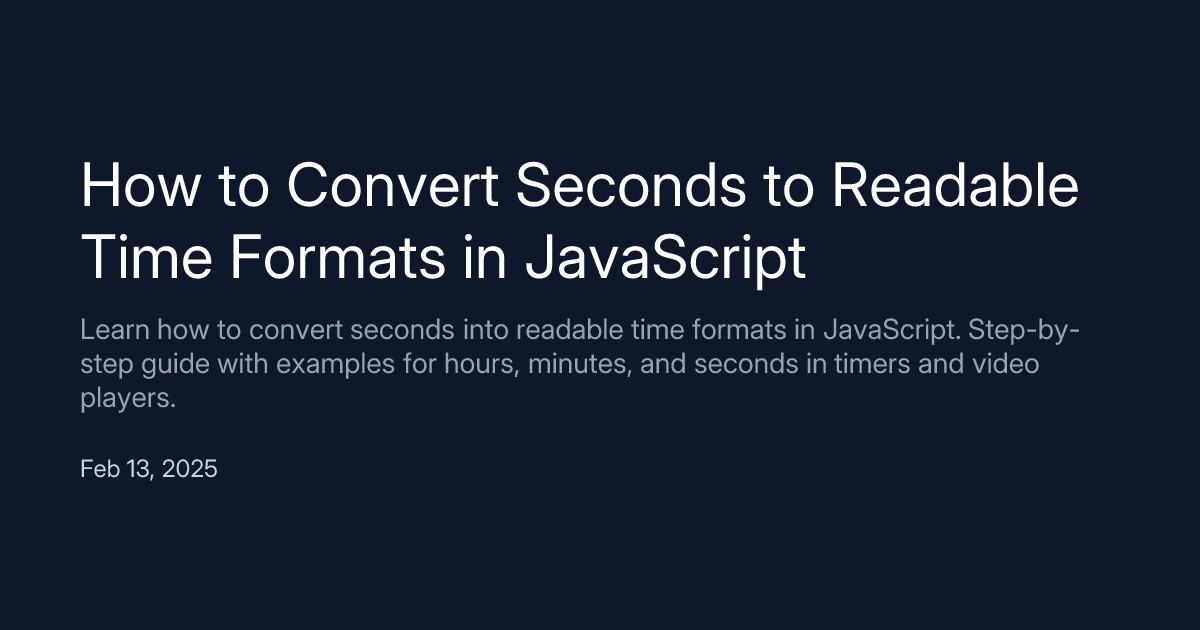 How to Convert Seconds to Readable
Time Formats in JavaScript
Learn how to convert seconds into readable time formats in JavaScript. Step-by-
step guide with examples for hours, minutes, and seconds in timers and video
players.
Feb 13, 2025